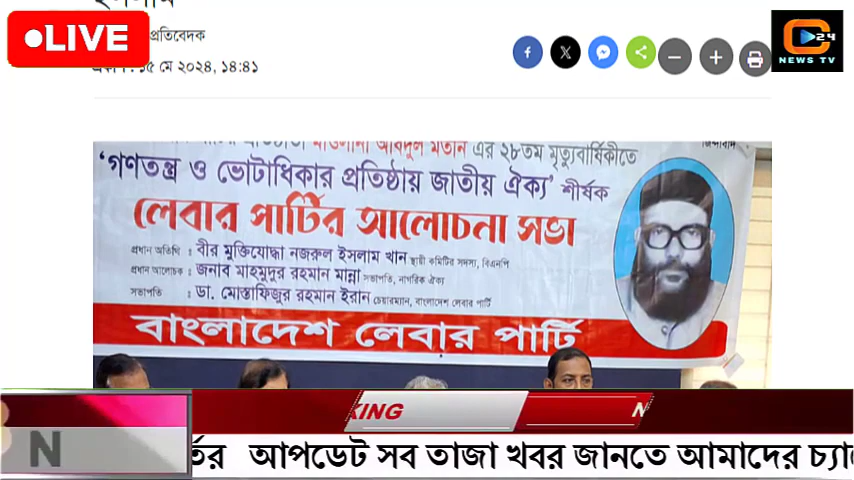 LIVE
প্রতিবেদক
১৫ মে ২০২৪, ১৪:৪১
C 24
NEWS TV
মাওলানা আবদুল মতীন এর ২৮তম মৃত্যুবার্ষিকীতে
জিন্দাবাদ
‘গণতন্ত্র ও ভোটাধিকার প্রতিষ্ঠায় জাতীয় ঐক্য’ শীর্ষক
লেবার পার্টির আলোচনা সভা
প্রধান অতিথি : বীর মুক্তিযোদ্ধা নজরুল ইসলাম খান স্থায়ী কমিটির সদস্য, বিএনপি
প্রধান আলোচক : জনাব মাহমুদুর রহমান মান্না সভাপতি, নাগরিক ঐক্য
সভাপতি : ডা. মোস্তাফিজুর রহমান ইরান চেয়ারম্যান, বাংলাদেশ লেবার পার্টি
বাংলাদেশ লেবার পার্টি
KING N
N
র্তের আপডেট সব তাজা খবর জানতে আমাদের চ্যা